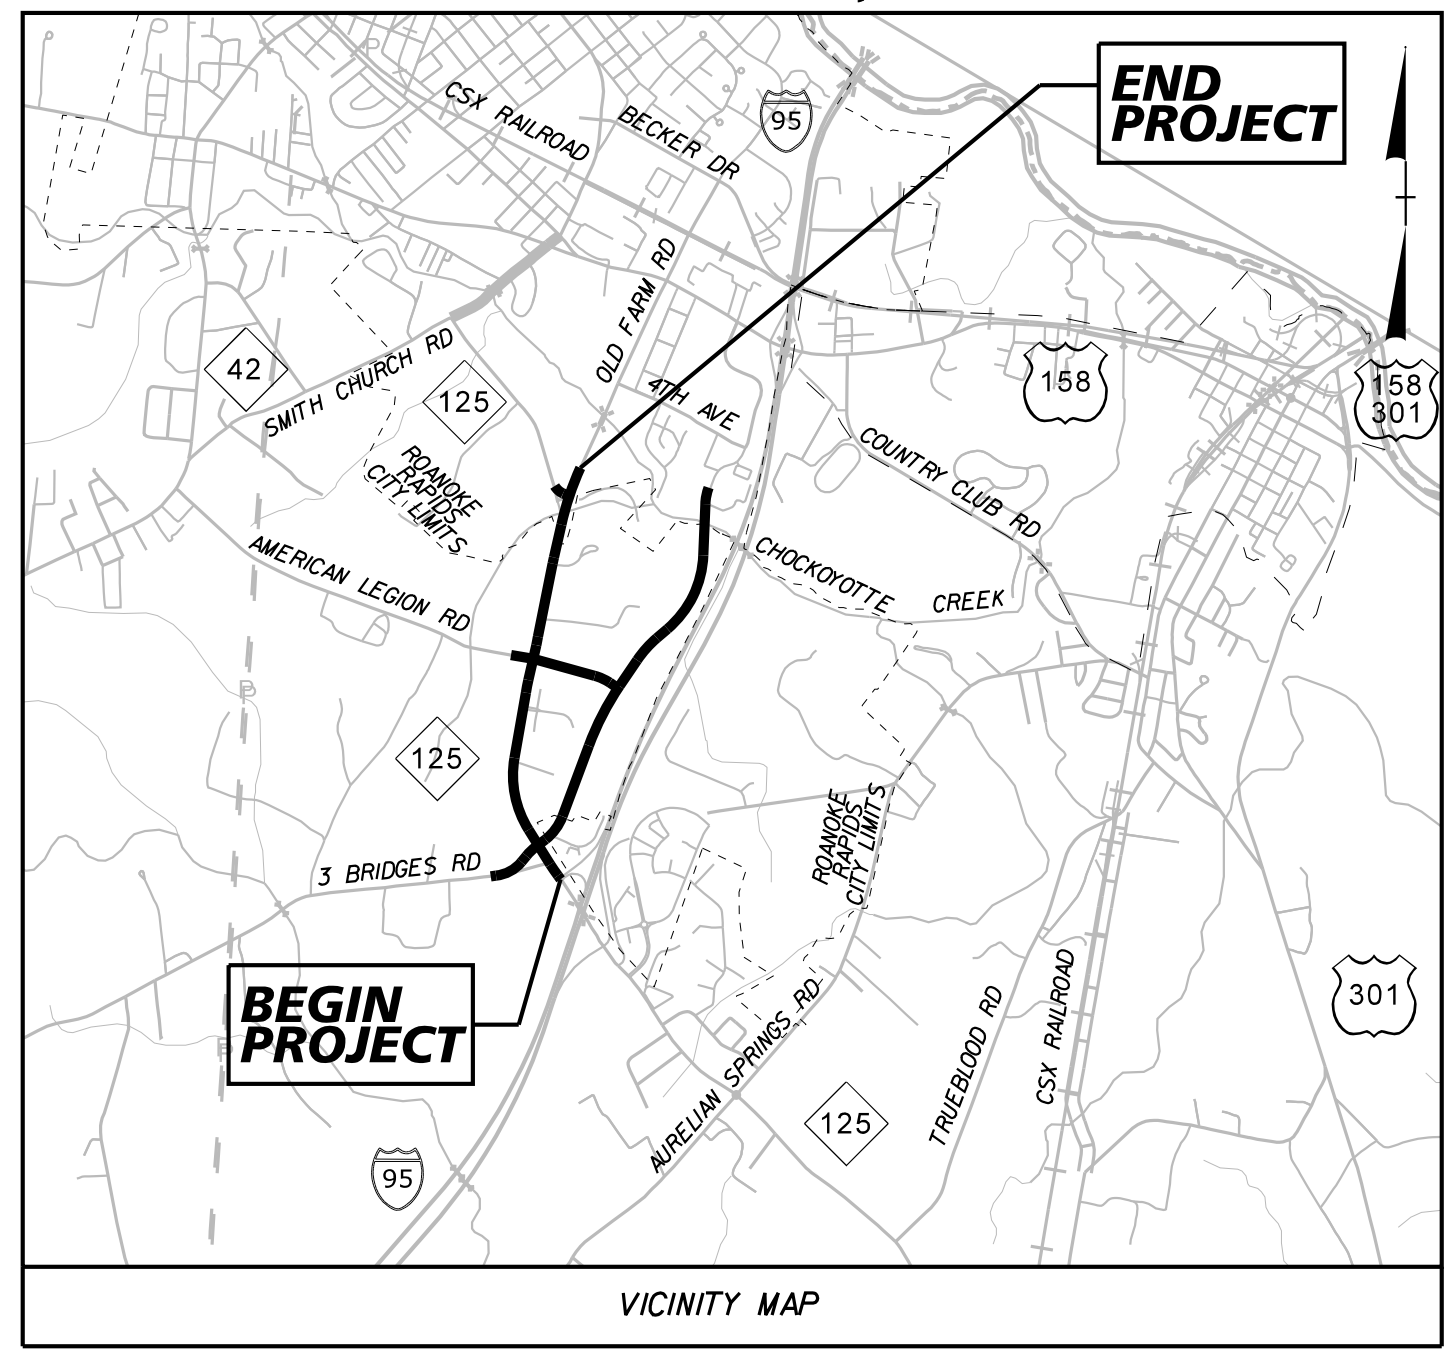 END
PROJECT
CSX RAILROAD
BECKER DR
95
OLD FARM RD
42
SMITH CHURCH RD
125
4TH AVE
158
158
301
ROANOKE
RAPIDS
CITY LIMITS
COUNTRY CLUB RD
AMERICAN LEGION RD
CHOCKOYOTTE
CREEK
125
ROANOKE
RAPIDS
CITY LIMITS
3 BRIDGES RD
BEGIN
PROJECT
301
AURELIAN SPRINGS RD
TRUEBLOOD RD
CSX RAILROAD
125
95
VICINITY MAP